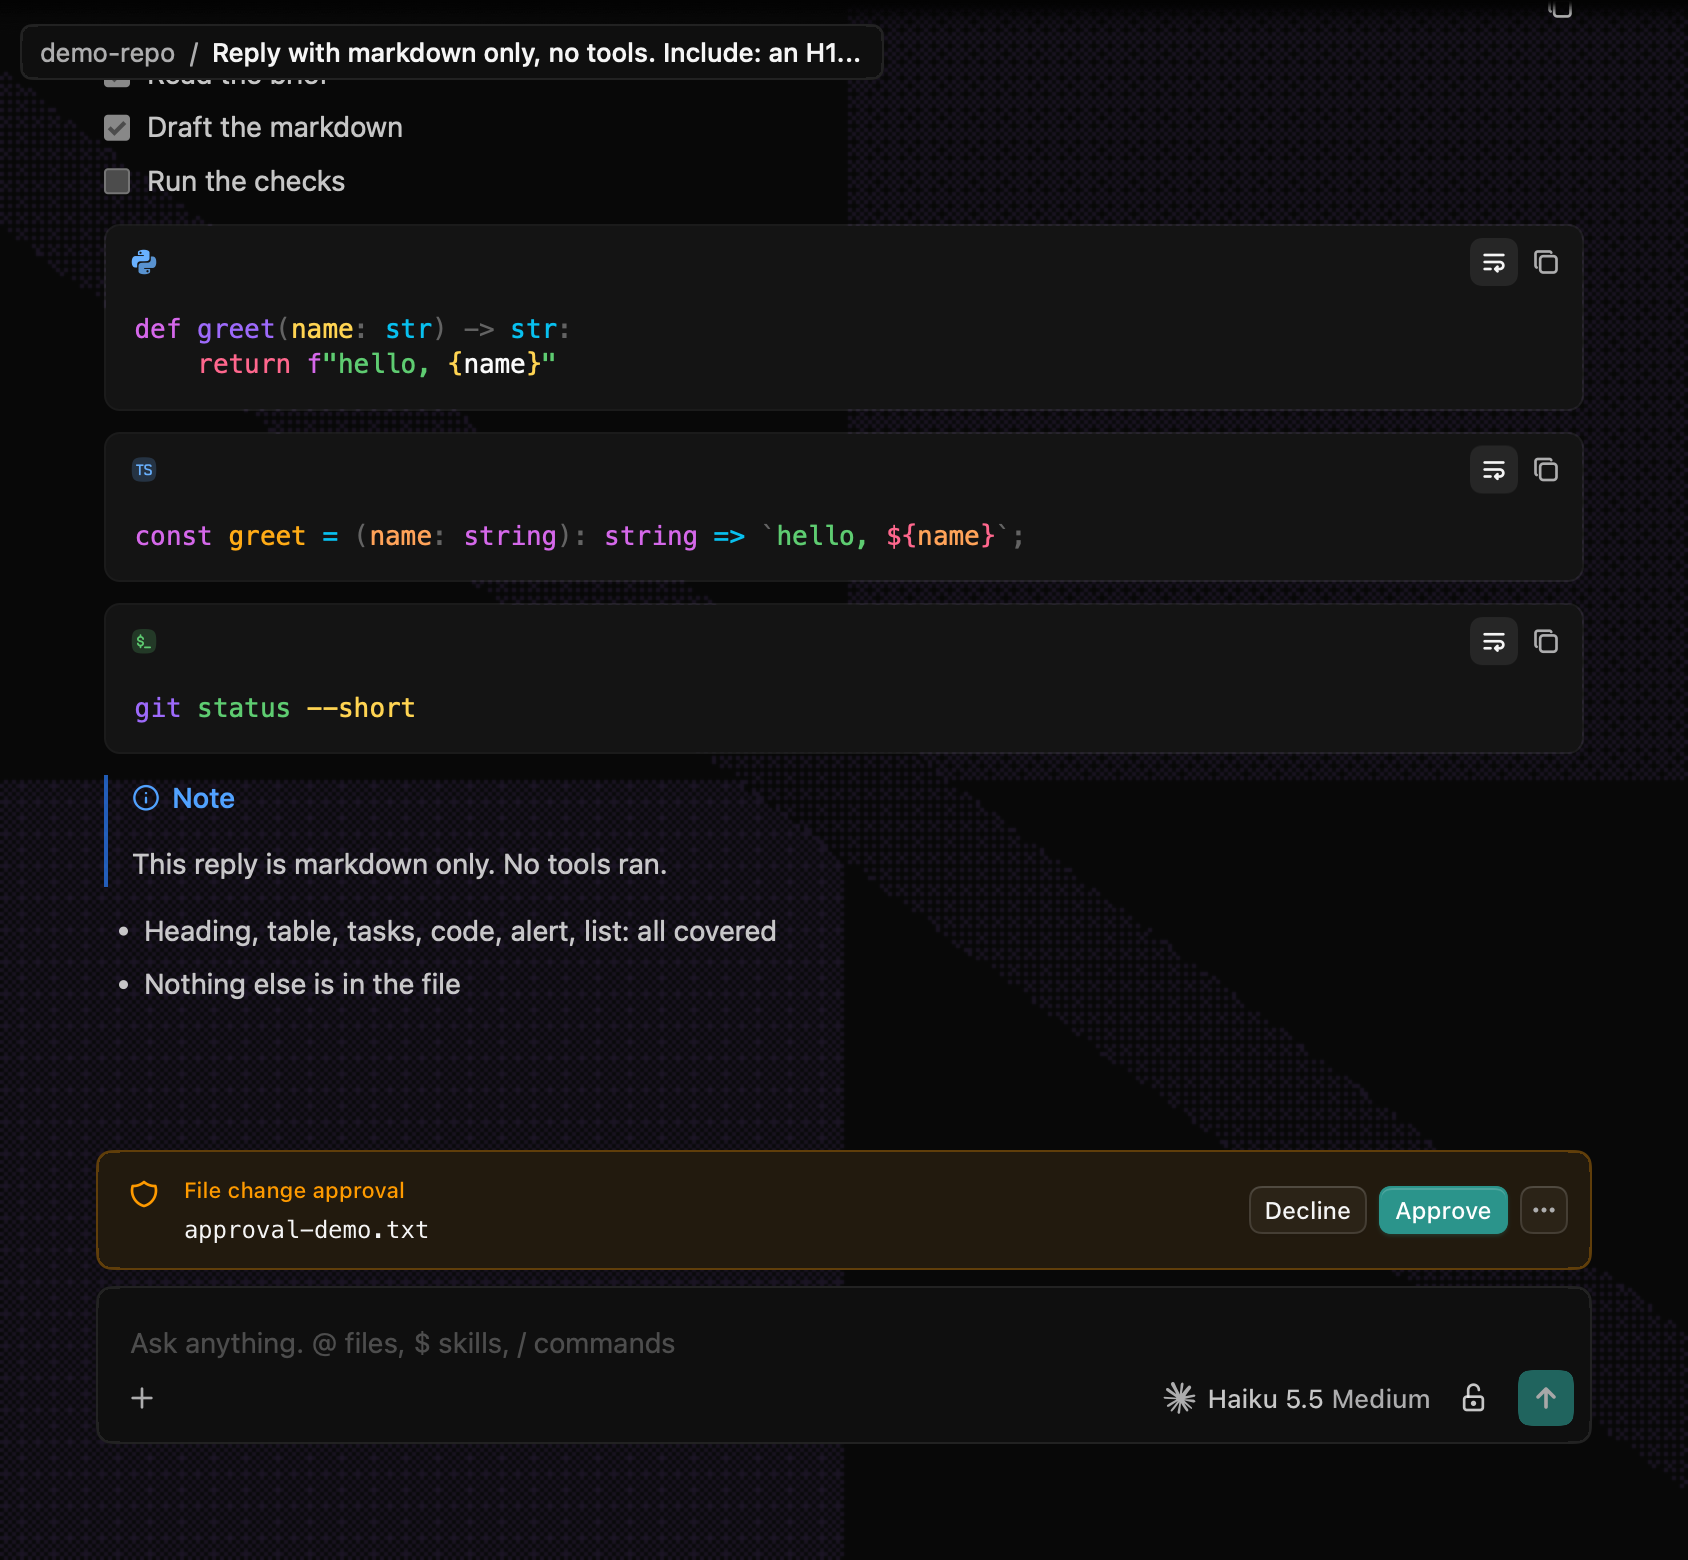 demo-repo / Reply with markdown only, no tools. Include: an H1...
Read the brief
Draft the markdown
Run the checks
def greet(name: str) -> str:
    return f"hello, {name}"
TS
const greet = (name: string): string => `hello, ${name}`;
$_
git status --short
Note
This reply is markdown only. No tools ran.
• Heading, table, tasks, code, alert, list: all covered
• Nothing else is in the file
File change approval
approval-demo.txt
Decline
Approve
Ask anything. @ files, $ skills, / commands
Haiku 5.5 Medium